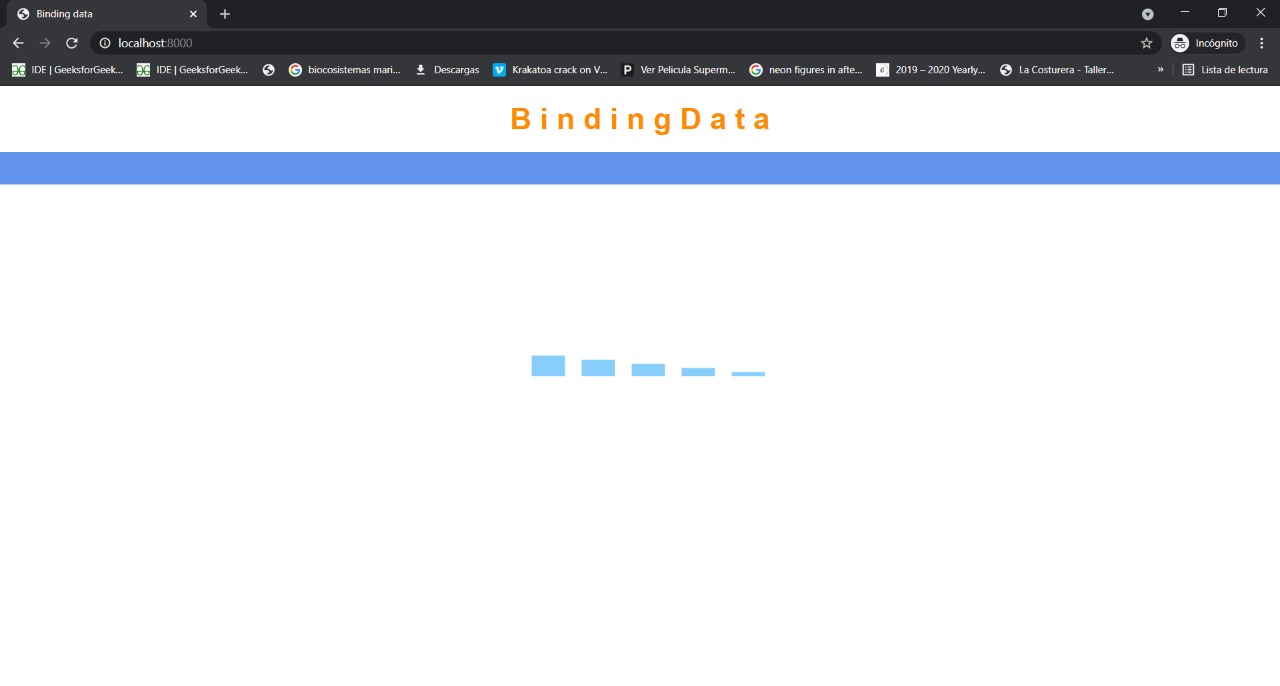 Binding data
localhost:8000
Incógnito
IDE | GeeksforGeek...
IDE | GeeksforGeek...
biocosistemas mari...
Descargas
Krakatoa crack on V...
Ver Pelicula Superm...
neon figures in afte...
2019 – 2020 Yearly...
La Costurera - Taller...
»
Lista de lectura
B i n d i n g D a t a